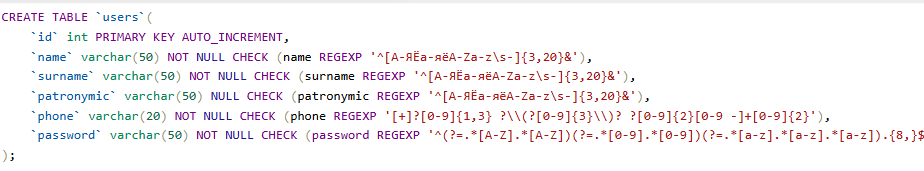 CREATE TABLE `users`(
`id` int PRIMARY KEY AUTO_INCREMENT,
`name` varchar(50) NOT NULL CHECK (name REGEXP '^[А-ЯЁа-яёA-Za-z\s-]{3,20}&'),
`surname` varchar(50) NOT NULL CHECK (surname REGEXP '^[А-ЯЁа-яёA-Za-z\s-]{3,20}&'),
`patronymic` varchar(50) NULL CHECK (patronymic REGEXP '^[А-ЯЁа-яёA-Za-z\s-]{3,20}&'),
`phone` varchar(20) NOT NULL CHECK (phone REGEXP '[+]?[0-9]{1,3} ?\\(?[0-9]{3}\\)? ?[0-9]{2}[0-9 -]+[0-9]{2}'),
`password` varchar(50) NOT NULL CHECK (password REGEXP '^(?=.*[A-Z].*[A-Z])(?=.*[0-9].*[0-9])(?=.*[a-z].*[a-z].*[a-z]).{8,}$
);